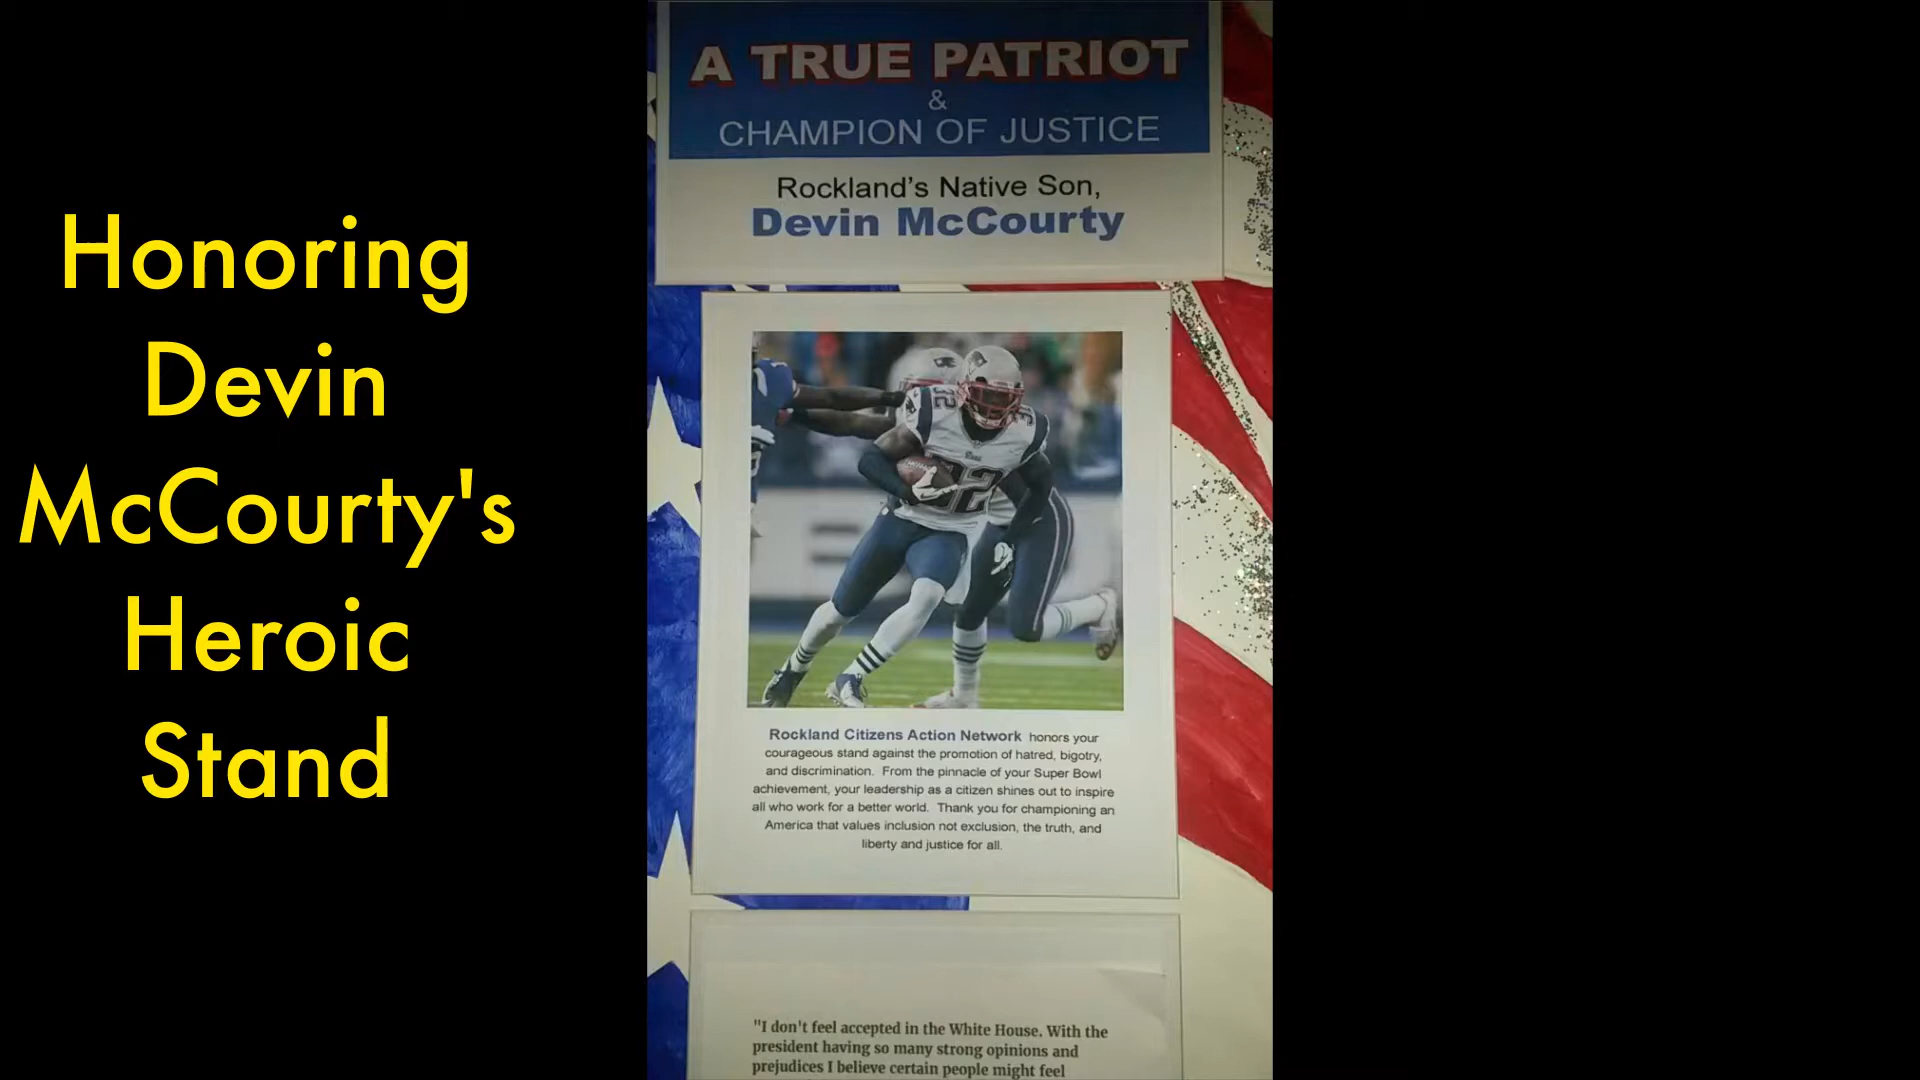 Honoring
Devin
McCourty's
Heroic
Stand
A TRUE PATRIOT
&
CHAMPION OF JUSTICE
Rockland's Native Son,
Devin McCourty
32
32
Rockland Citizens Action Network honors your
courageous stand against the promotion of hatred, bigotry,
and discrimination. From the pinnacle of your Super Bowl
achievement, your leadership as a citizen shines out to inspire
all who work for a better world. Thank you for championing an
America that values inclusion not exclusion, the truth, and
liberty and justice for all.
"I don't feel accepted in the White House. With the
president having so many strong opinions and
prejudices I believe certain people might feel